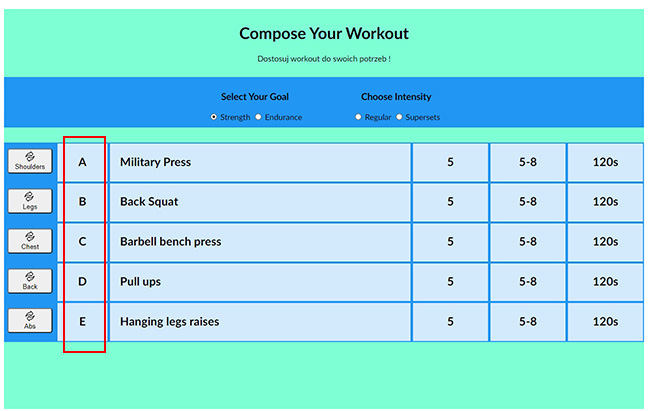 Compose Your Workout
Dostosuj workout do swoich potrzeb !
Select Your Goal Choose Intensity
Strength Endurance Regular Supersets
Shoulders A Military Press 5 5-8 120s
Legs B Back Squat 5 5-8 120s
Chest C Barbell bench press 5 5-8 120s
Back D Pull ups 5 5-8 120s
Abs E Hanging legs raises 5 5-8 120s